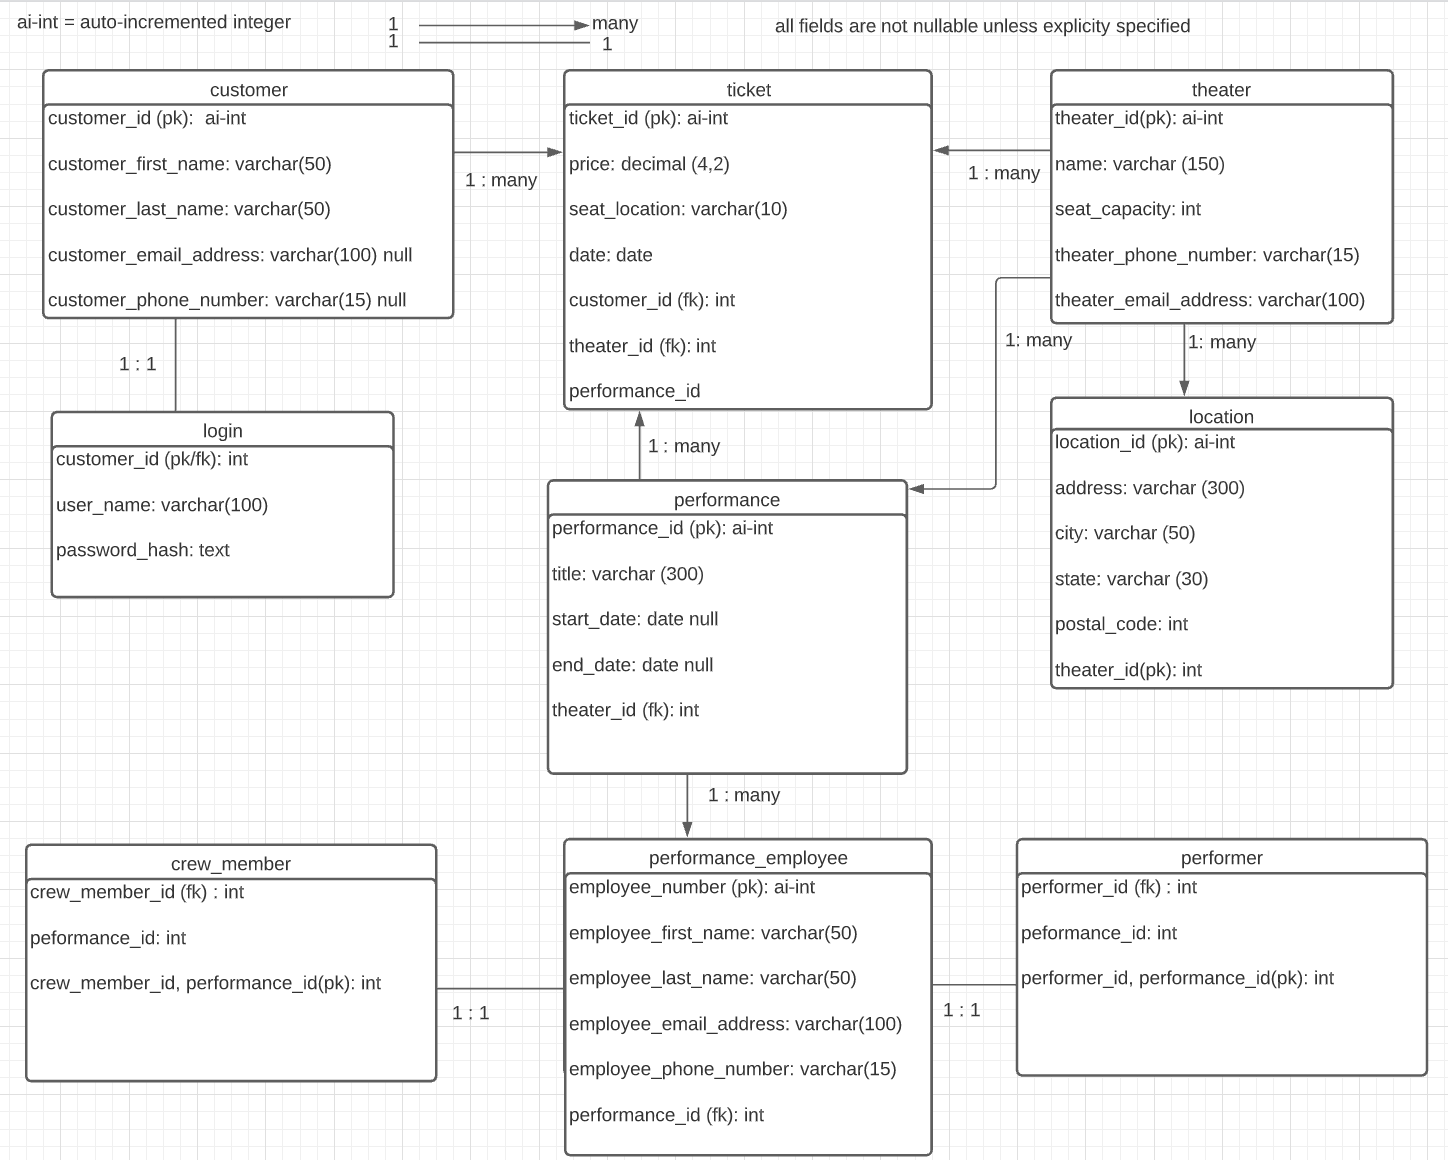 ai-int = auto-incremented integer
1 many
1 1
all fields are not nullable unless explicity specified
customer
customer_id (pk): ai-int
customer_first_name: varchar(50)
customer_last_name: varchar(50)
customer_email_address: varchar(100) null
customer_phone_number: varchar(15) null
1 : many
ticket
ticket_id (pk): ai-int
price: decimal (4,2)
seat_location: varchar(10)
date: date
customer_id (fk): int
theater_id (fk): int
performance_id
1 : many
theater
theater_id(pk): ai-int
name: varchar (150)
seat_capacity: int
theater_phone_number: varchar(15)
theater_email_address: varchar(100)
1 : 1
1: many
1: many
login
customer_id (pk/fk): int
user_name: varchar(100)
password_hash: text
1 : many
location
location_id (pk): ai-int
address: varchar (300)
city: varchar (50)
state: varchar (30)
postal_code: int
theater_id(pk): int
performance
performance_id (pk): ai-int
title: varchar (300)
start_date: date null
end_date: date null
theater_id (fk): int
1 : many
crew_member
crew_member_id (fk) : int
peformance_id: int
crew_member_id, performance_id(pk): int
1 : 1
performance_employee
employee_number (pk): ai-int
employee_first_name: varchar(50)
employee_last_name: varchar(50)
employee_email_address: varchar(100)
employee_phone_number: varchar(15)
performance_id (fk): int
1 : 1
performer
performer_id (fk) : int
peformance_id: int
performer_id, performance_id(pk): int